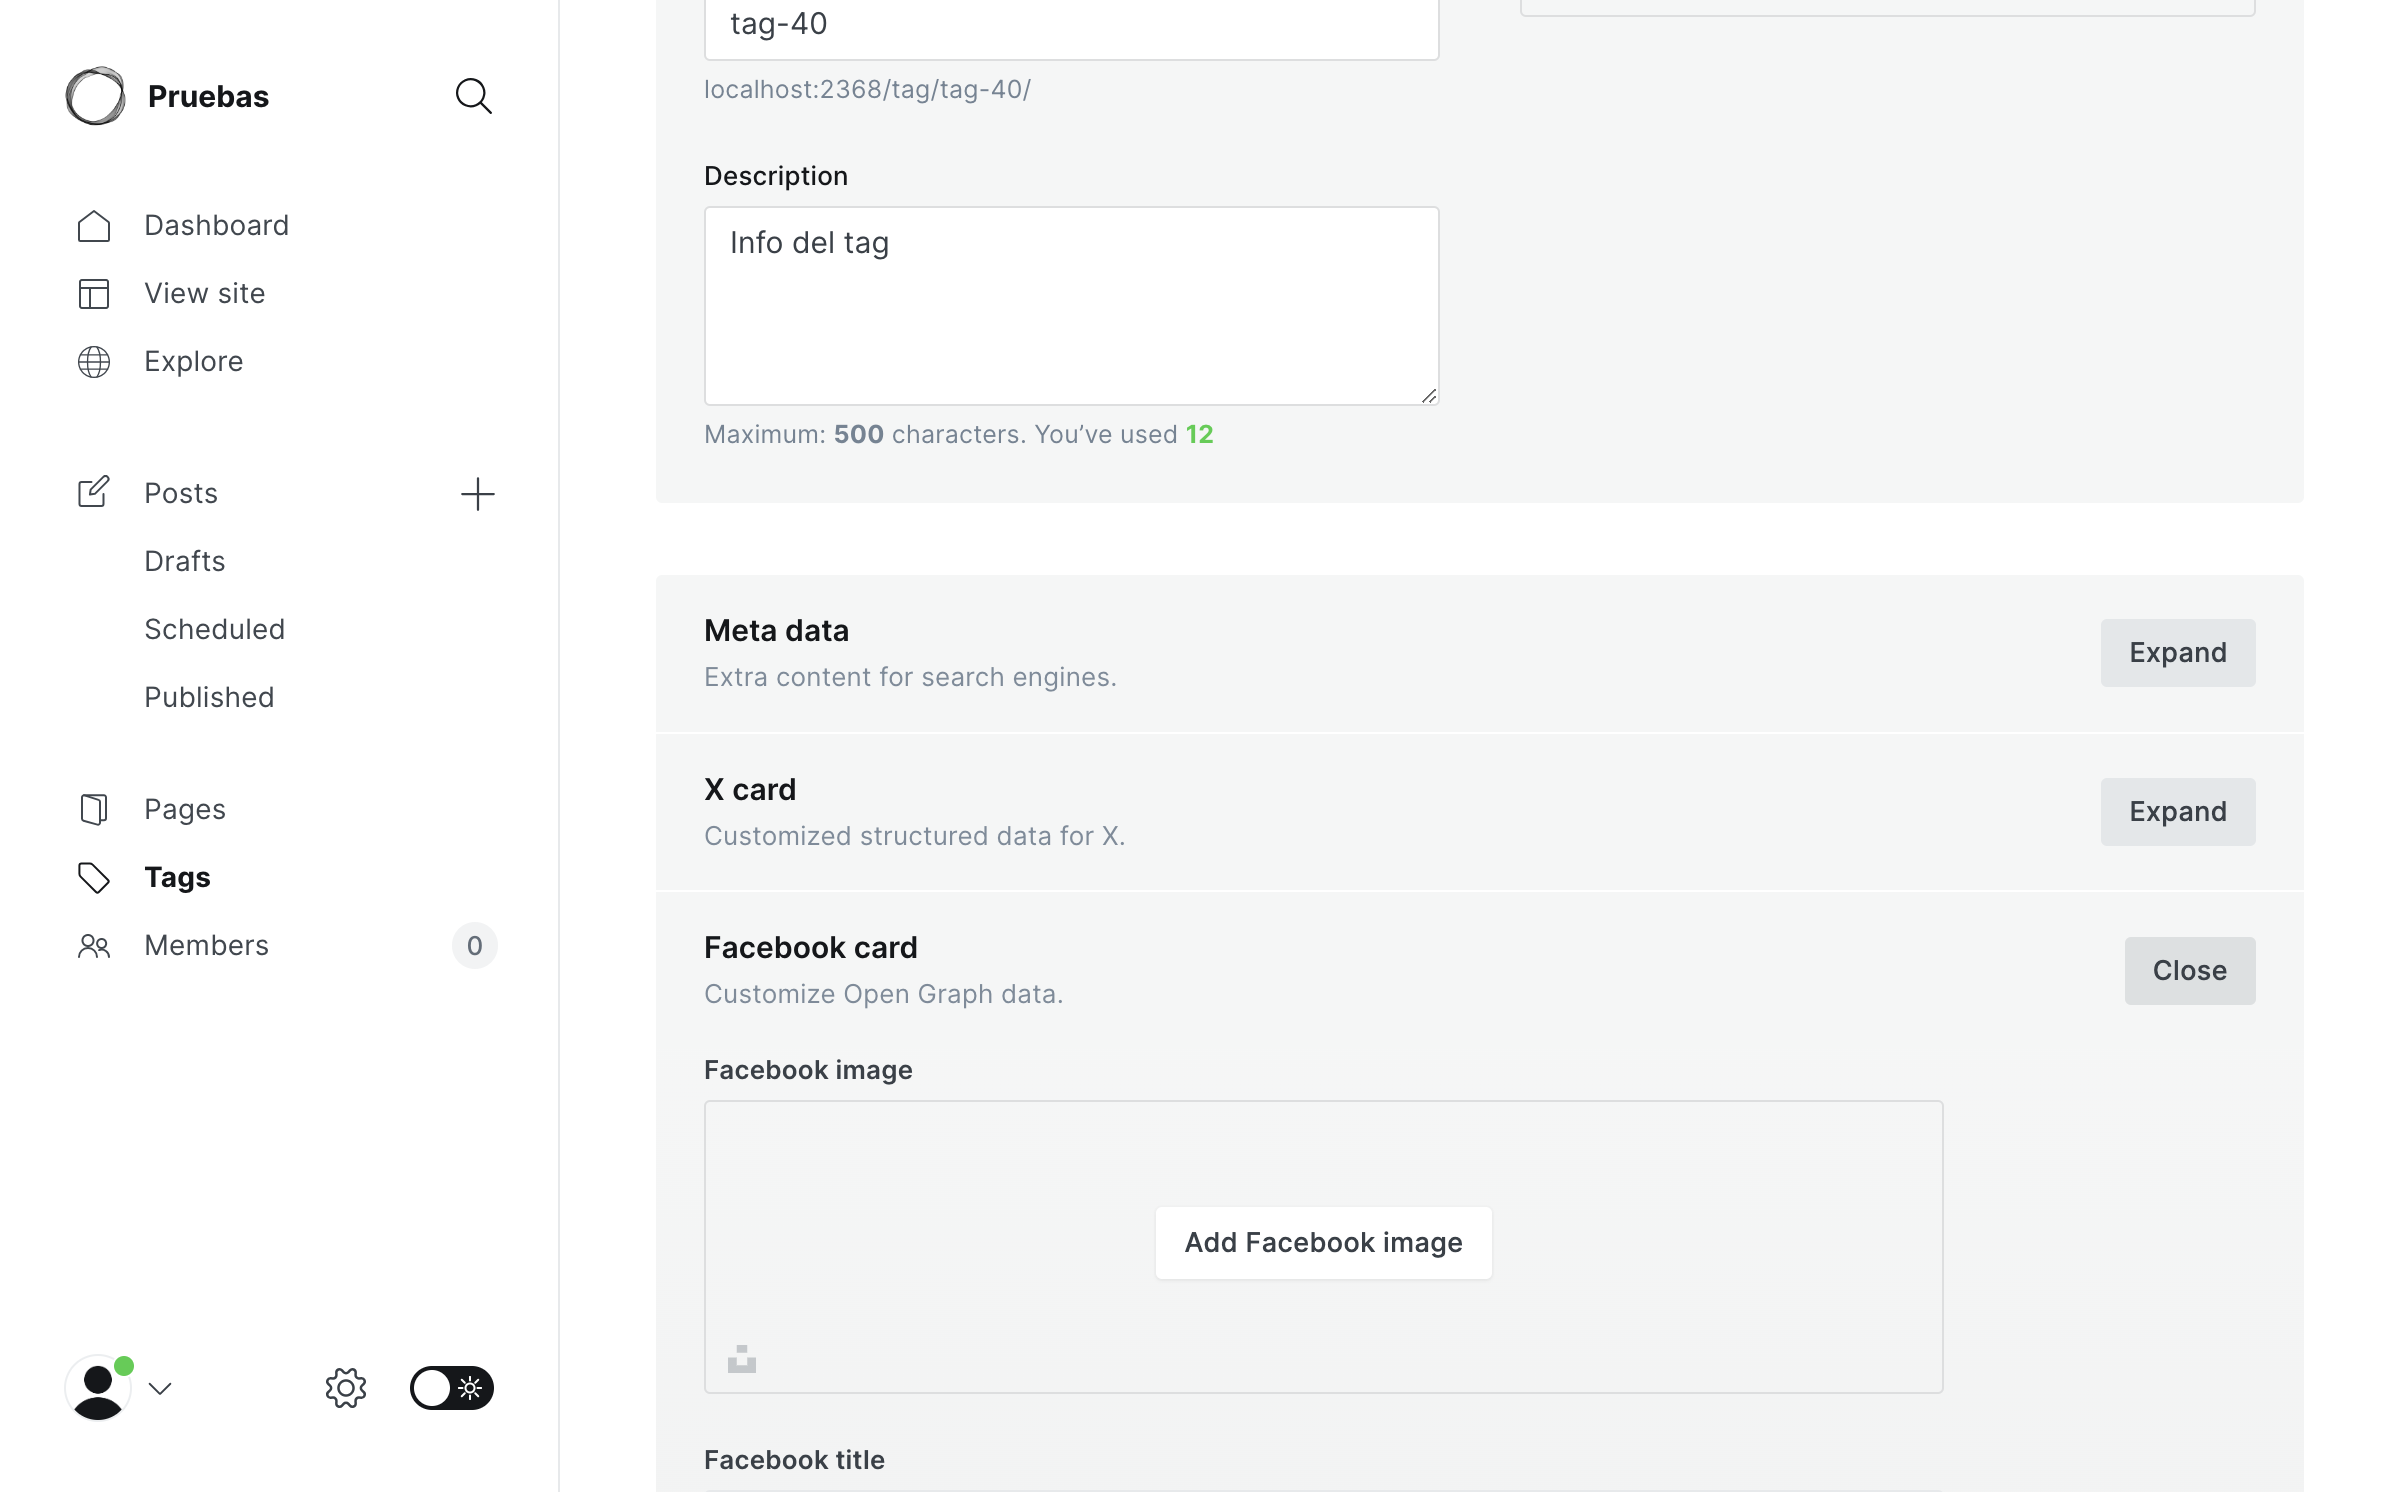 Pruebas
Dashboard
View site
Explore
Posts
Drafts
Scheduled
Published
Pages
Tags
Members
0
tag-40
localhost:2368/tag/tag-40/
Description
Info del tag
Maximum: 500 characters. You’ve used 12
Meta data
Extra content for search engines.
Expand
X card
Customized structured data for X.
Expand
Facebook card
Customize Open Graph data.
Close
Facebook image
Add Facebook image
Facebook title